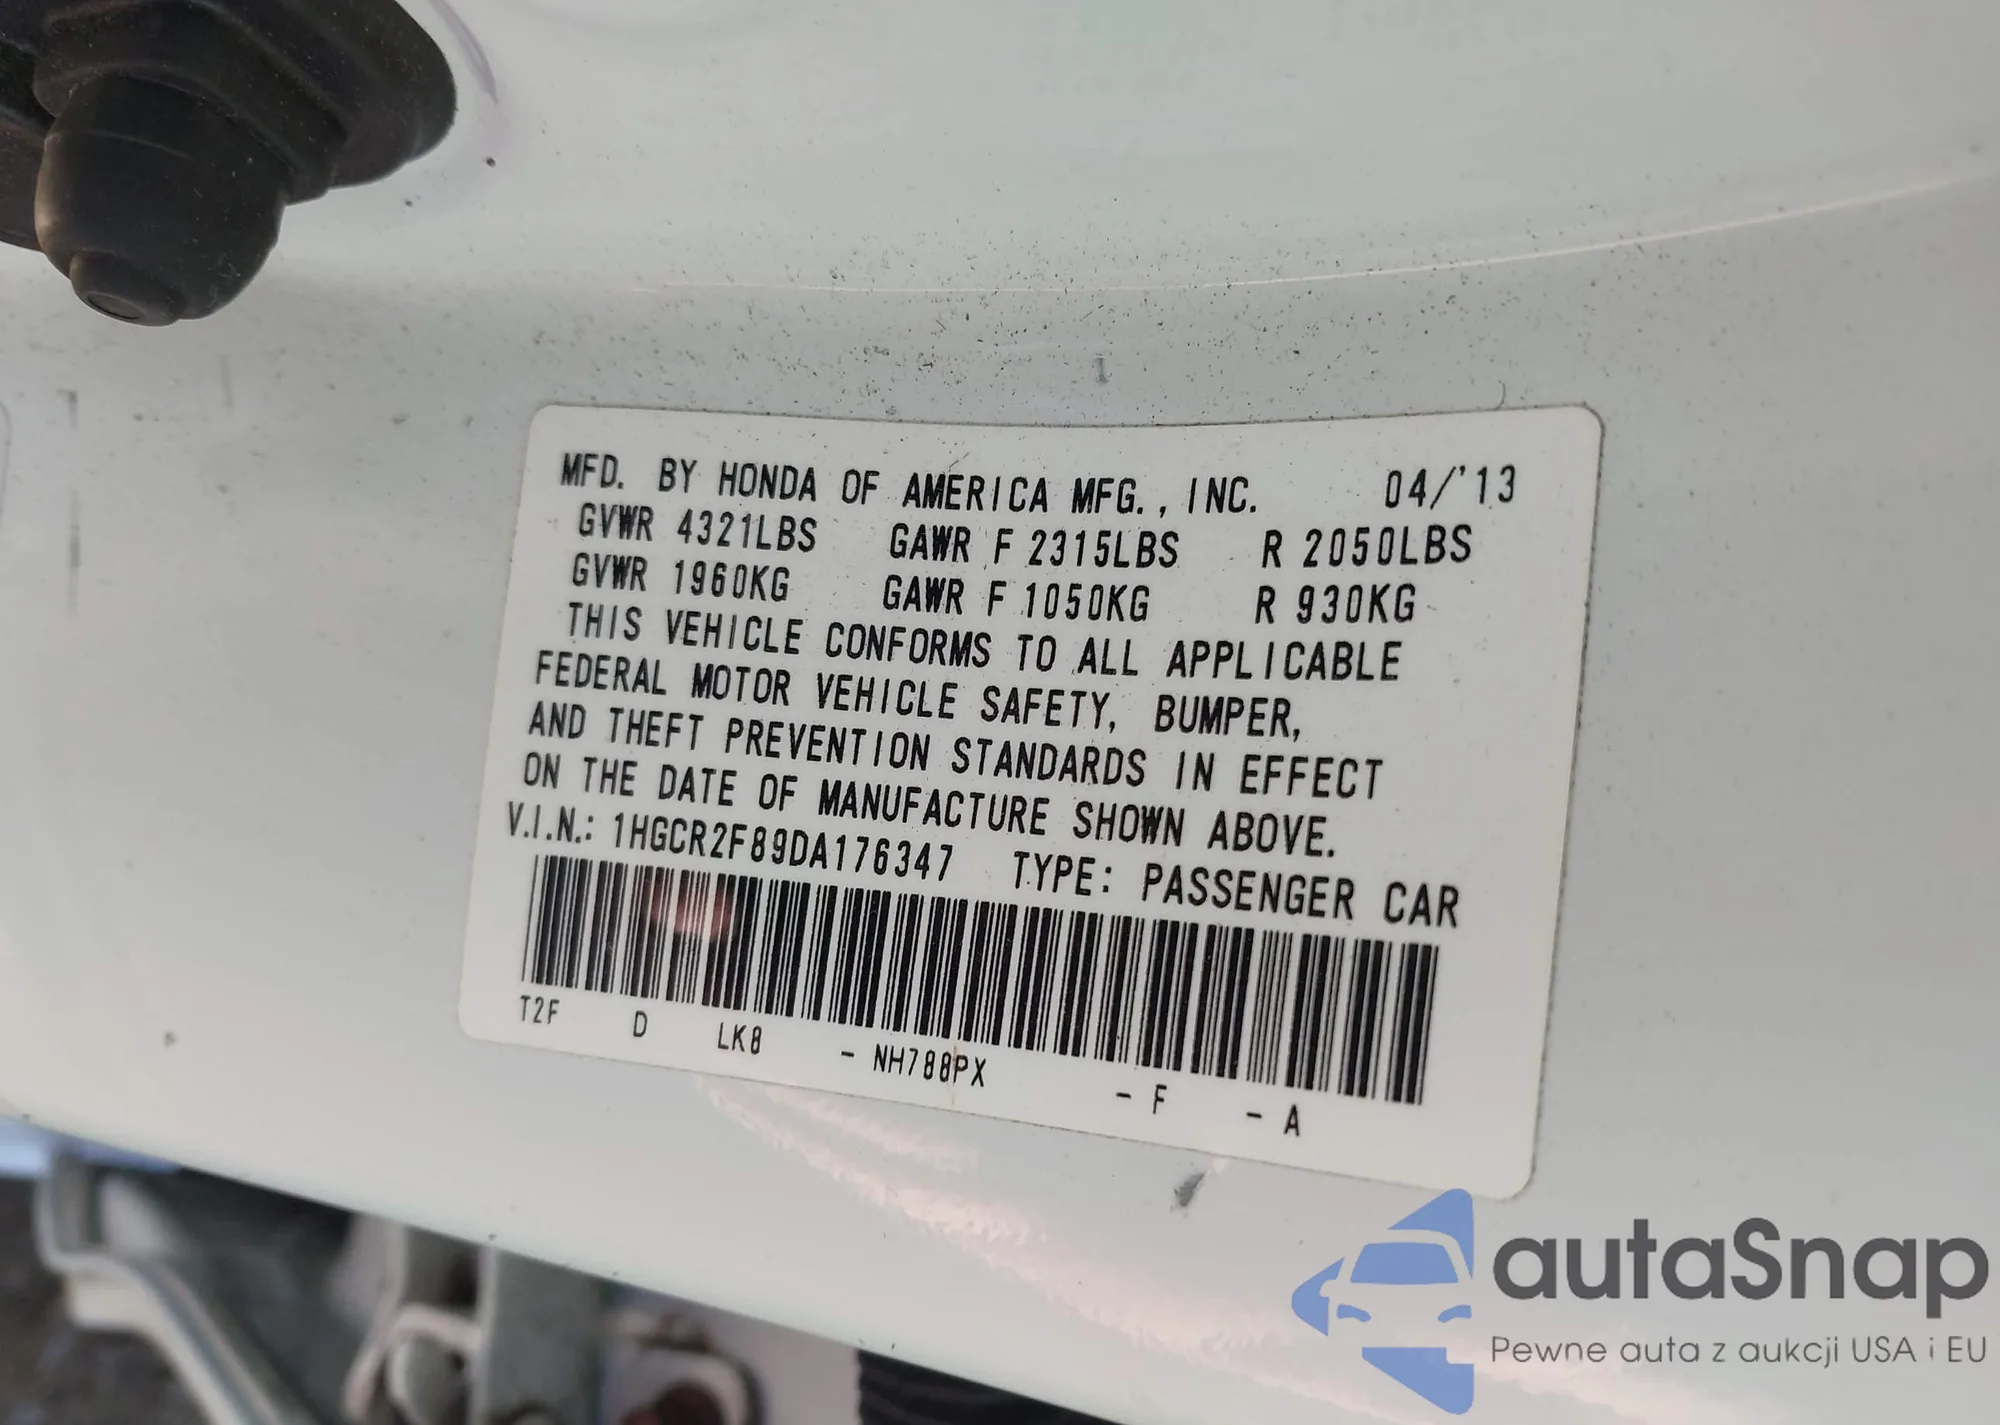 MFD. BY HONDA OF AMERICA MFG., INC. 04/'13
GVWR 4321LBS GAWR F 2315LBS R 2050LBS
GVWR 1960KG GAWR F 1050KG R 930KG
THIS VEHICLE CONFORMS TO ALL APPLICABLE
FEDERAL MOTOR VEHICLE SAFETY, BUMPER,
AND THEFT PREVENTION STANDARDS IN EFFECT
ON THE DATE OF MANUFACTURE SHOWN ABOVE.
V.I.N.: 1HGCR2F89DA176347 TYPE: PASSENGER CAR
T2F D LK8 - NH788PX - F - A
autaSnap
Pewne auta z aukcji USA i EU